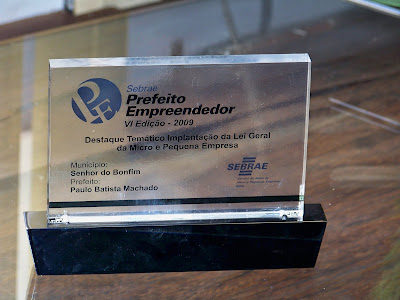 PE
Sebrae
Prefeito
Empreendedor
VI Edição - 2009
Destaque Temático Implantação da Lei Geral
da Micro e Pequena Empresa
Município:
Senhor do Bonfim
Prefeito:
Paulo Batista Machado
SEBRAE